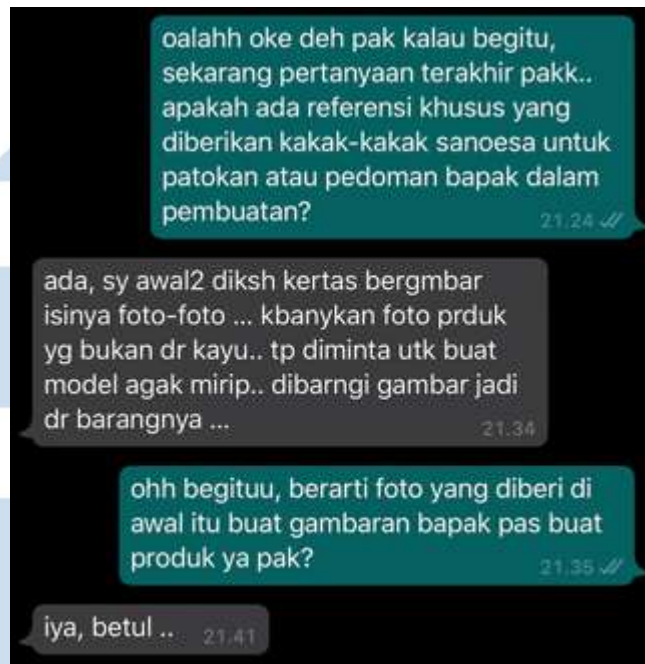 oalahh oke deh pak kalau begitu,
sekarang pertanyaan terakhir pakk..
apakah ada referensi khusus yang
diberikan kakak-kakak sanoesa untuk
patokan atau pedoman bapak dalam
pembuatan?
21.24
ada, sy awal2 diksh kertas bergmbar
isinya foto-foto ... kbanykan foto prduk
yg bukan dr kayu.. tp diminta utk buat
model agak mirip.. dibarngi gambar jadi
dr barangnya ...
21.34
ohh begituu, berarti foto yang diberi di
awal itu buat gambaran bapak pas buat
produk ya pak?
21.35
iya, betul .. 21.41